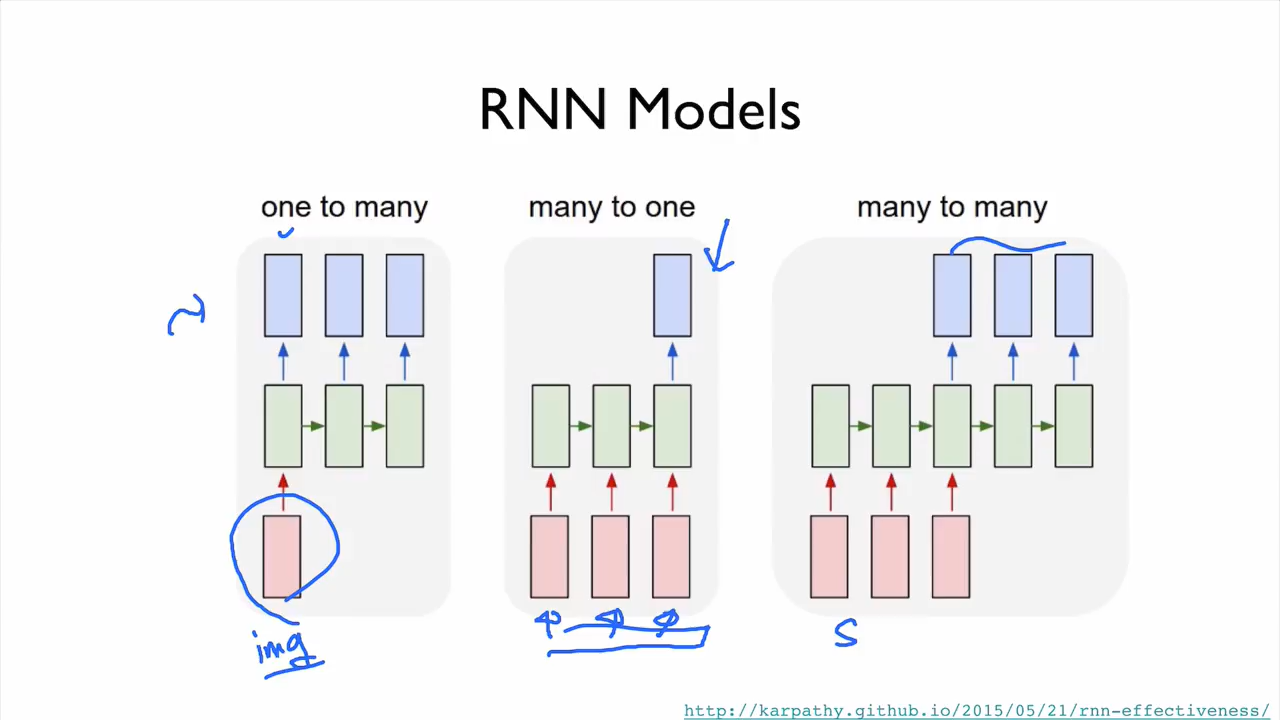 RNN Models
one to many
many to one
many to many
img
S
http://karpathy.github.io/2015/05/21/rnn-effectiveness/